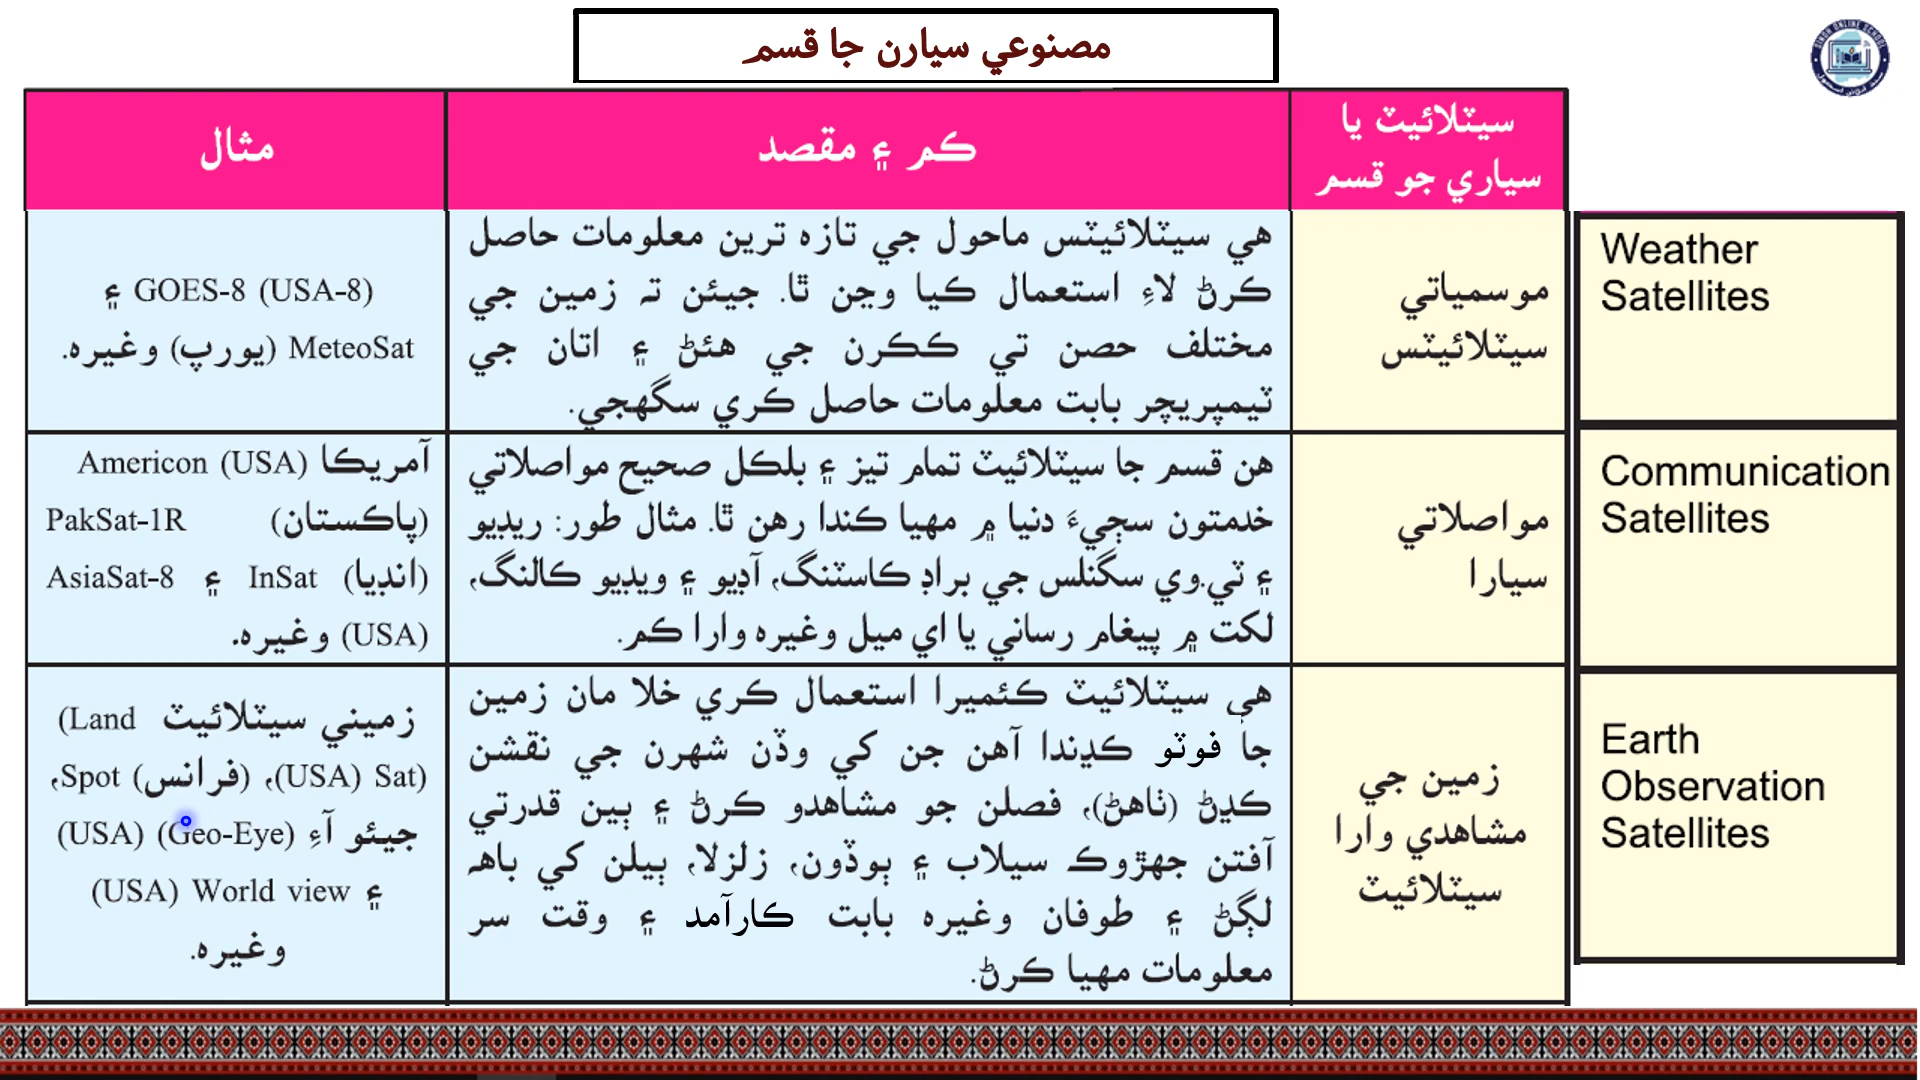 مصنوعي سيارن جا قسم
سيٽلائيٽ يا
سياري جو قسم
ڪم ۽ مقصد
مثال
موسمياتي
سيٽلائيٽس
هي سيٽلائيٽس ماحول جي تازه ترين معلومات حاصل
ڪرڻ لاءِ استعمال ڪيا وڃن ٿا. جيئن تہ زمين جي
مختلف حصن تي ڪڪرن جي هئڻ ۽ اتان جي
ٽيمپريچر بابت معلومات حاصل ڪري سگهجي.
GOES-8 (USA-8) ۽
MeteoSat (يورپ) وغيره.
Weather
Satellites
مواصلاتي
سيارا
هن قسم جا سيٽلائيٽ تمام تيز ۽ بلڪل صحيح مواصلاتي
خدمتون سڄيءَ دنيا ۾ مهيا ڪندا رهن ٿا. مثال طور: ريڊيو
۽ ٽي.وي سگنلس جي براڊ ڪاسٽنگ، آڊيو ۽ ويڊيو ڪالنگ،
لکت ۾ پيغام رساني يا اي ميل وغيره وارا ڪم.
آمريڪا Americon (USA)
(پاڪستان) PakSat-1R
(انڊيا) InSat ۽ AsiaSat-8
(USA) وغيره.
Communication
Satellites
زمين جي
مشاهدي وارا
سيٽلائيٽ
هي سيٽلائيٽ ڪئميرا استعمال ڪري خلا مان زمين
جا فوٽو ڪڍندا آهن جن کي وڏن شهرن جي نقشن
ڪڍڻ (ٺاهڻ)، فصلن جو مشاهدو ڪرڻ ۽ ٻين قدرتي
آفتن جهڙوڪ سيلاب ۽ ٻوڏون، زلزلا، ٻيلن کي باهہ
لڳڻ ۽ طوفان وغيره بابت ڪارآمد ۽ وقت سر
معلومات مهيا ڪرڻ.
زميني سيٽلائيٽ (Land
Sat (USA)، (فرانس) Spot،
جيئو آءِ (Geo-Eye) (USA)
۽ World view (USA)
وغيره.
Earth
Observation
Satellites